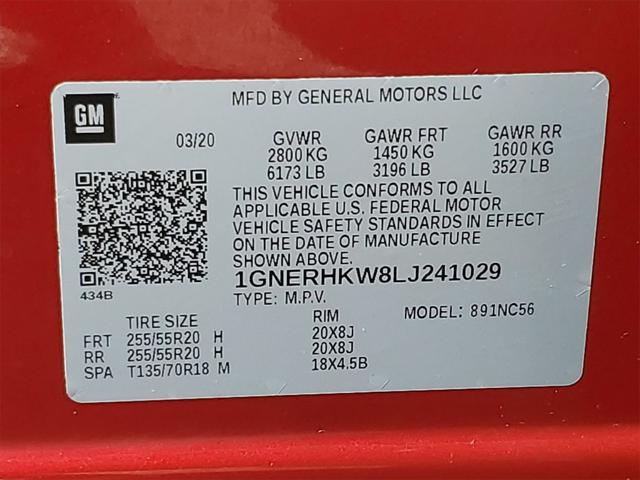 GM
MFD BY GENERAL MOTORS LLC
03/20 GVWR GAWR FRT GAWR RR
2800 KG 1450 KG 1600 KG
6173 LB 3196 LB 3527 LB
THIS VEHICLE CONFORMS TO ALL
APPLICABLE U.S. FEDERAL MOTOR
VEHICLE SAFETY STANDARDS IN EFFECT
ON THE DATE OF MANUFACTURE
SHOWN ABOVE.
434B
1GNERHKW8LJ241029
TYPE: M.P.V. MODEL: 891NC56
TIRE SIZE RIM
FRT 255/55R20 H 20X8J
RR 255/55R20 H 20X8J
SPA T135/70R18 M 18X4.5B